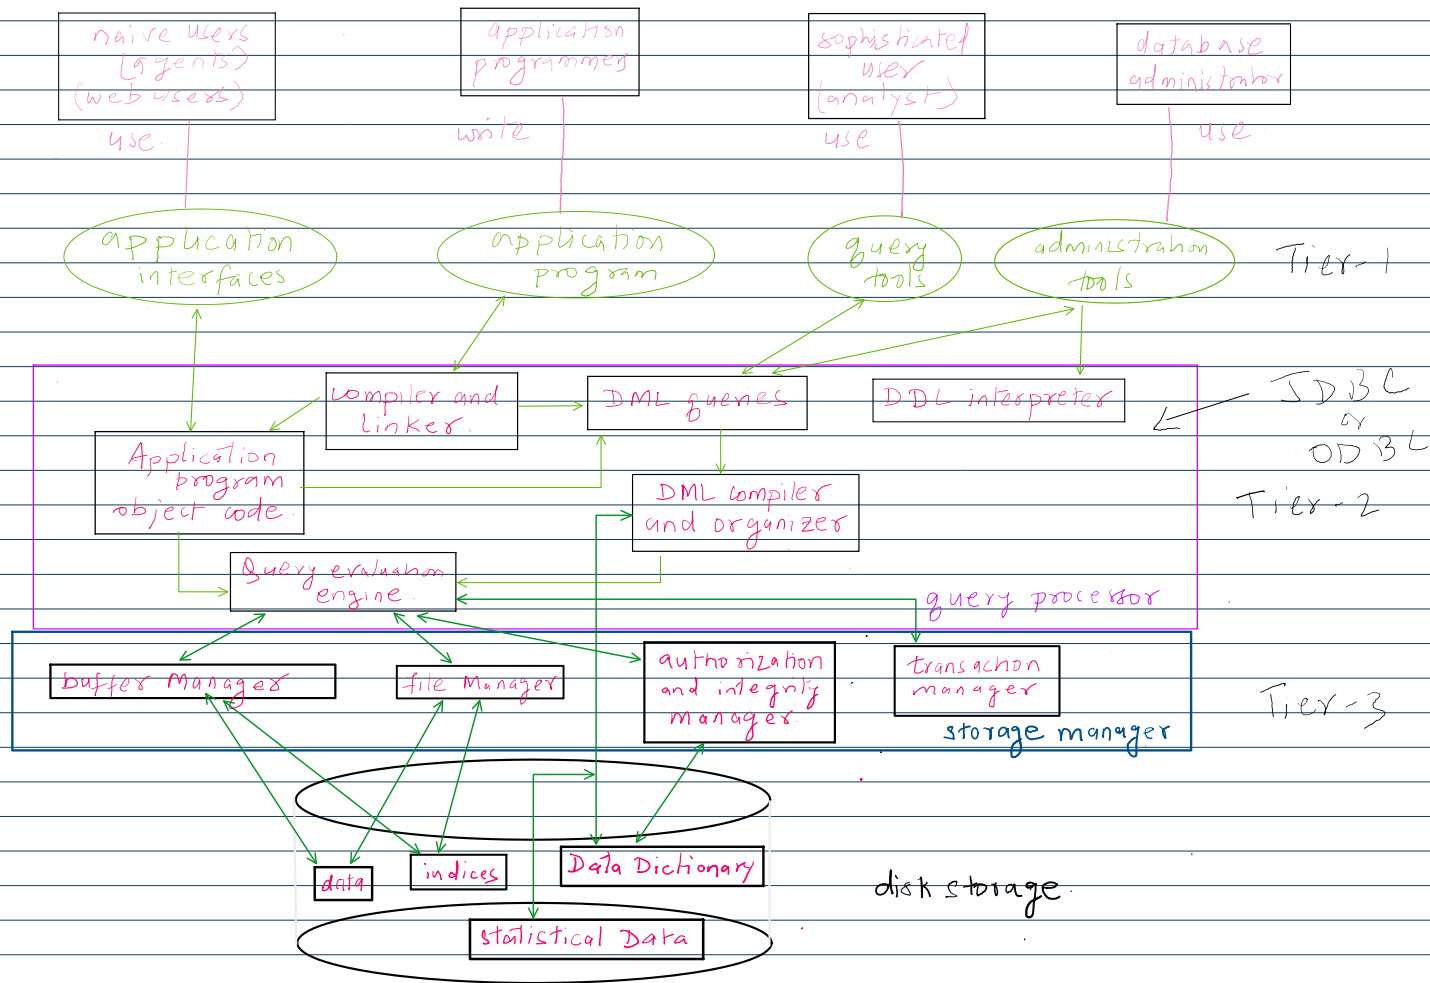 naive users
(agents)
(web users)
application
programmers
sophisticated
user
(analyst)
database
administrator
use.
write
use
use.
application
interfaces
application
program
query
tools
administration
tools
Tier-1
compiler and
linker.
DML queries
DDL interpreter
JDBC
or
ODBC
Application
program
object code.
DML compiler
and organizer
Tier-2
Query evaluation
engine.
query processor
buffer Manager
file Manager
authorization
and integrity
manager.
transaction
manager
storage manager
Tier-3
data
indices
Data Dictionary
disk storage.
statistical Data